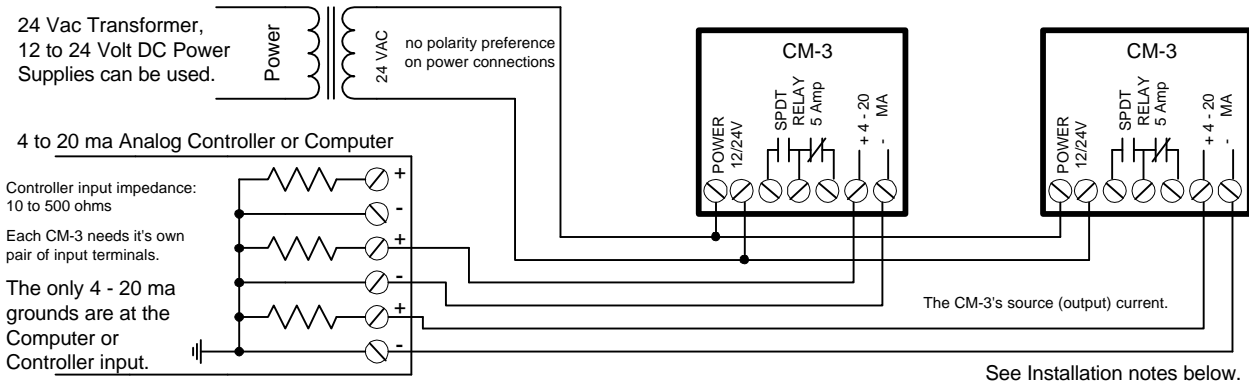 24 Vac Transformer,
12 to 24 Volt DC Power
Supplies can be used.
Power
24 VAC
no polarity preference
on power connections
CM-3
POWER
12/24V
SPDT
RELAY
5 Amp
+ 4 - 20
- MA
CM-3
POWER
12/24V
SPDT
RELAY
5 Amp
+ 4 - 20
- MA
4 to 20 ma Analog Controller or Computer
Controller input impedance:
10 to 500 ohms
Each CM-3 needs it's own
pair of input terminals.
The only 4 - 20 ma
grounds are at the
Computer or
Controller input.
+
-
+
-
+
-
The CM-3's source (output) current.
See Installation notes below.